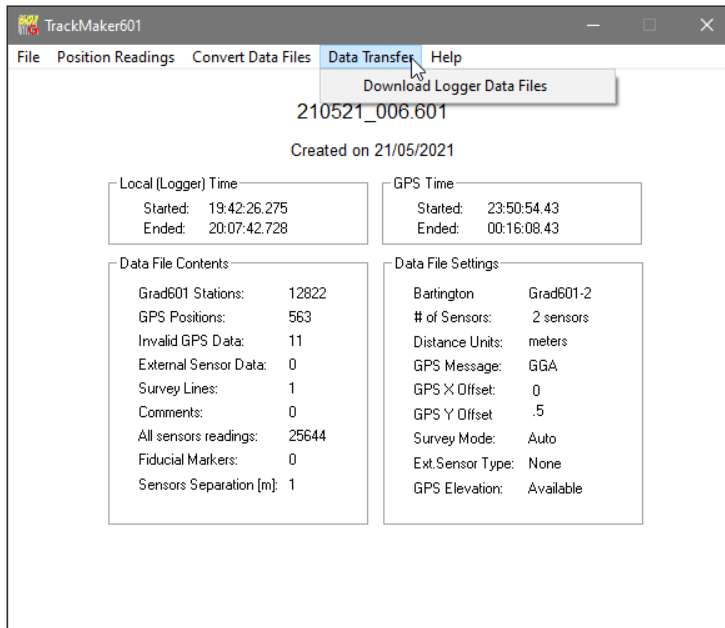 TrackMaker601
File Position Readings Convert Data Files Data Transfer Help
Download Logger Data Files
210521_006.601
Created on 21/05/2021
Local (Logger) Time
Started: 19:42:26.275
Ended: 20:07:42.728
GPS Time
Started: 23:50:54.43
Ended: 00:16:08.43
Data File Contents
Grad601 Stations: 12822
GPS Positions: 563
Invalid GPS Data: 11
External Sensor Data: 0
Survey Lines: 1
Comments: 0
All sensors readings: 25644
Fiducial Markers: 0
Sensors Separation [m]: 1
Data File Settings
Bartington Grad601-2
# of Sensors: 2 sensors
Distance Units: meters
GPS Message: GGA
GPS X Offset: 0
GPS Y Offset .5
Survey Mode: Auto
Ext.Sensor Type: None
GPS Elevation: Available